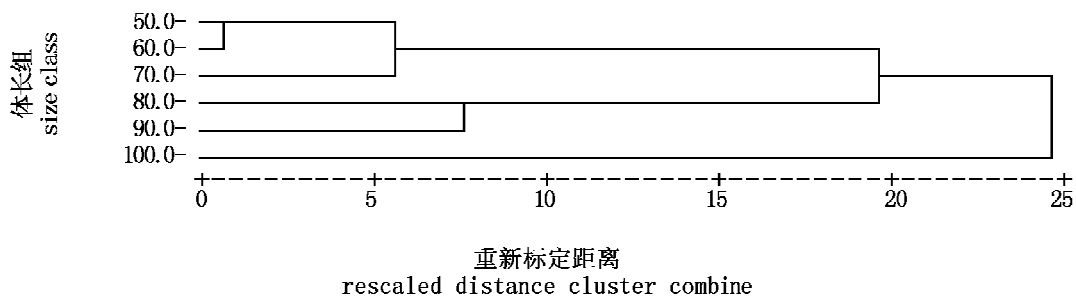 体长组
size class
50.0
60.0
70.0
80.0
90.0
100.0
0 5 10 15 20 25
重新标定距离
rescaled distance cluster combine